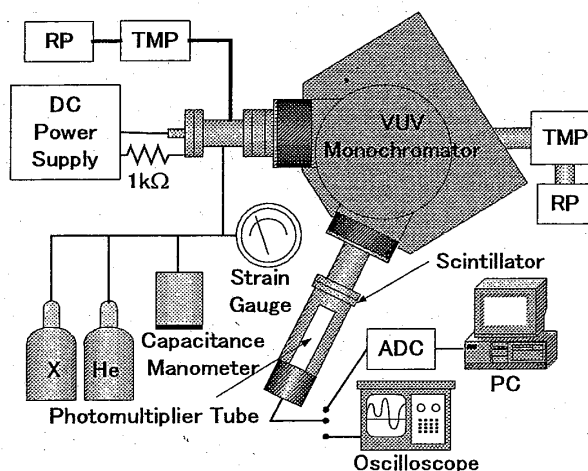 RP
TMP
DC
Power
Supply
1kΩ
VUV
Monochromator
TMP
RP
Strain
Gauge
Scintillator
X
He
Capacitance
Manometer
ADC
PC
Photomultiplier Tube
Oscilloscope